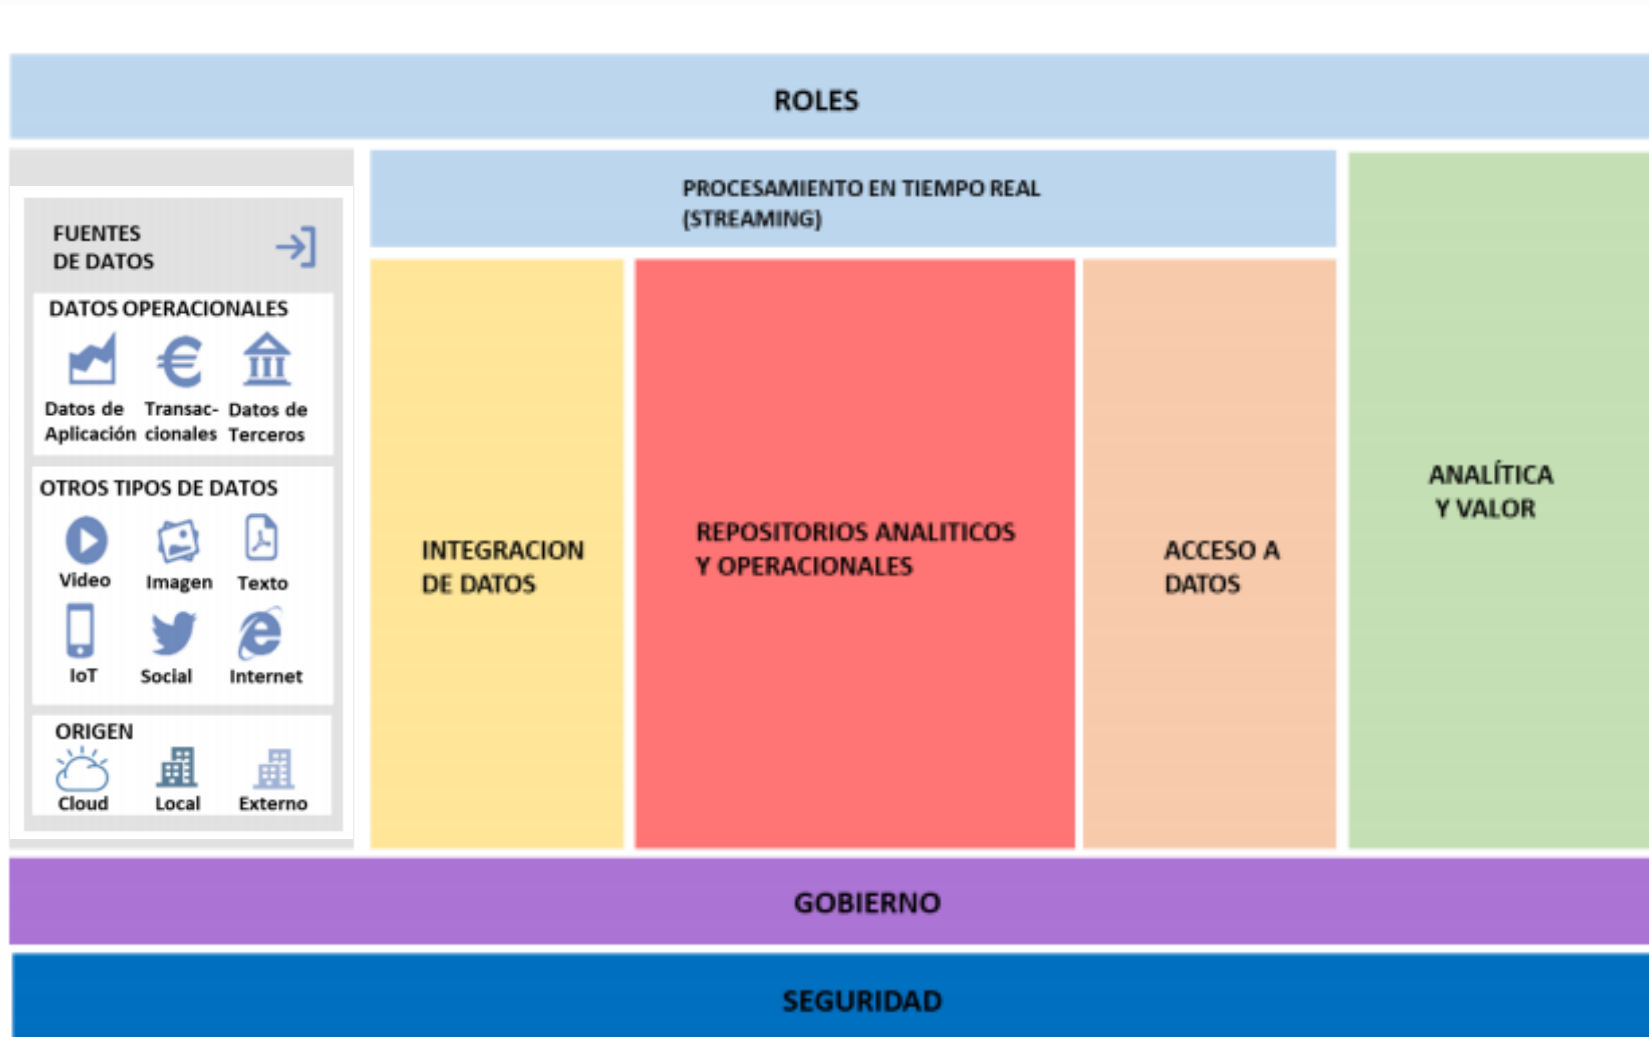 ROLES
PROCESAMIENTO EN TIEMPO REAL
(STREAMING)
FUENTES
DE DATOS
DATOS OPERACIONALES
Datos de
Aplicación
Transac-
cionales
Datos de
Terceros
OTROS TIPOS DE DATOS
Video
Imagen
Texto
IoT
Social
Internet
ORIGEN
Cloud
Local
Externo
INTEGRACION
DE DATOS
REPOSITORIOS ANALITICOS
Y OPERACIONALES
ACCESO A
DATOS
ANALÍTICA
Y VALOR
GOBIERNO
SEGURIDAD